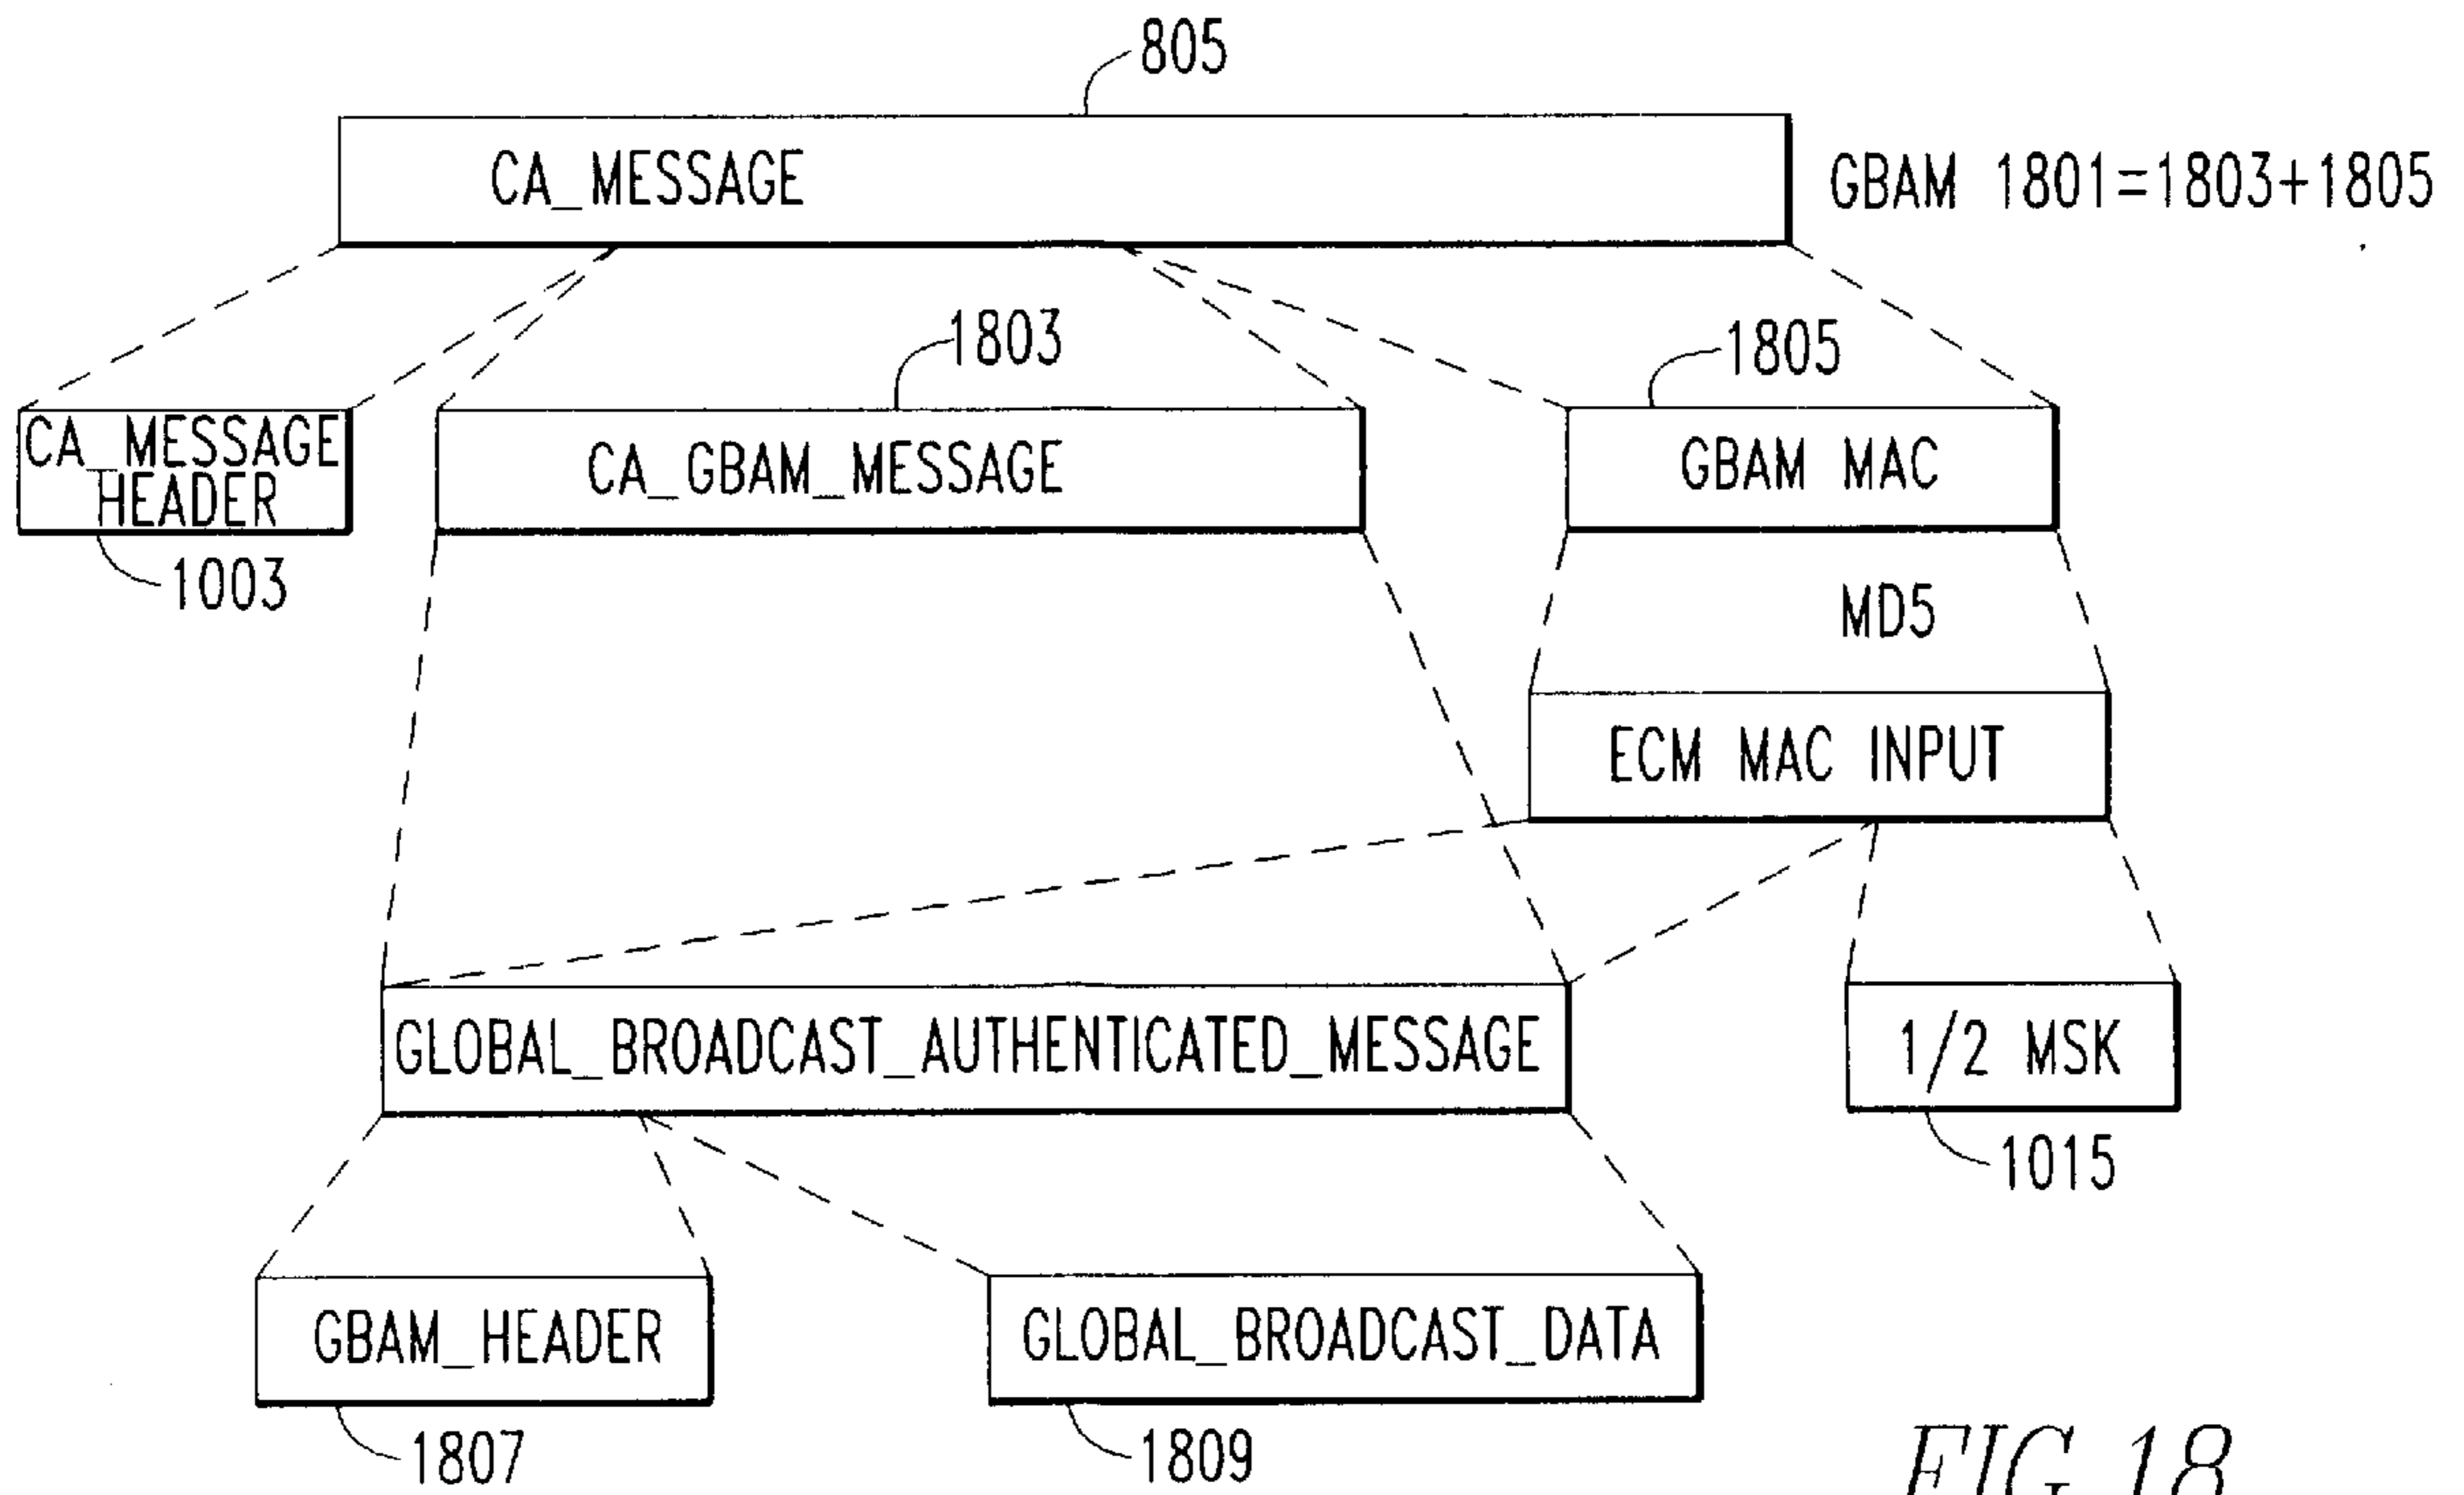 805
CA_MESSAGE
GBAM 1801=1803+1805
1803
1805
CA_MESSAGE
HEADER
CA_GBAM_MESSAGE
GBAM MAC
1003
MD5
ECM MAC INPUT
GLOBAL_BROADCAST_AUTHENTICATED_MESSAGE
1/2 MSK
1015
GBAM_HEADER
GLOBAL_BROADCAST_DATA
1807
1809
FIG. 18